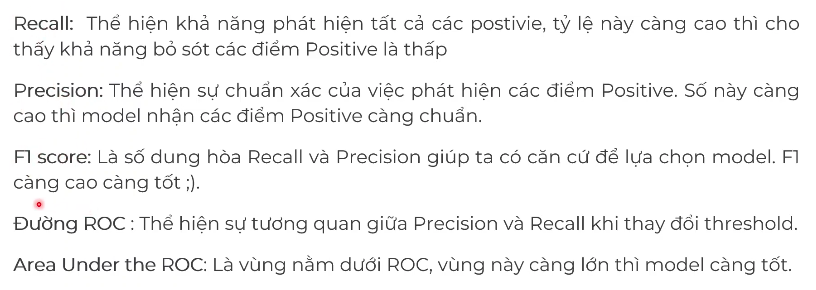 Recall: Thể hiện khả năng phát hiện tất cả các postivie, tỷ lệ này càng cao thì cho
thấy khả năng bỏ sót các điểm Positive là thấp
Precision: Thể hiện sự chuẩn xác của việc phát hiện các điểm Positive. Số này càng
cao thì model nhận các điểm Positive càng chuẩn.
F1 score: Là số dung hòa Recall và Precision giúp ta có căn cứ để lựa chọn model. F1
càng cao càng tốt ;).
Đường ROC : Thể hiện sự tương quan giữa Precision và Recall khi thay đổi threshold.
Area Under the ROC: Là vùng nằm dưới ROC, vùng này càng lớn thì model càng tốt.